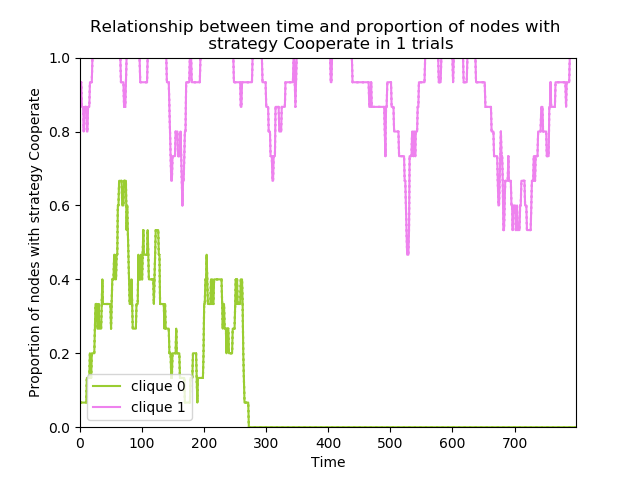 Relationship between time and proportion of nodes with
strategy Cooperate in 1 trials
Proportion of nodes with strategy Cooperate
1.0
0.8
0.6
0.4
0.2
0.0
clique 0
clique 1
0 100 200 300 400 500 600 700
Time